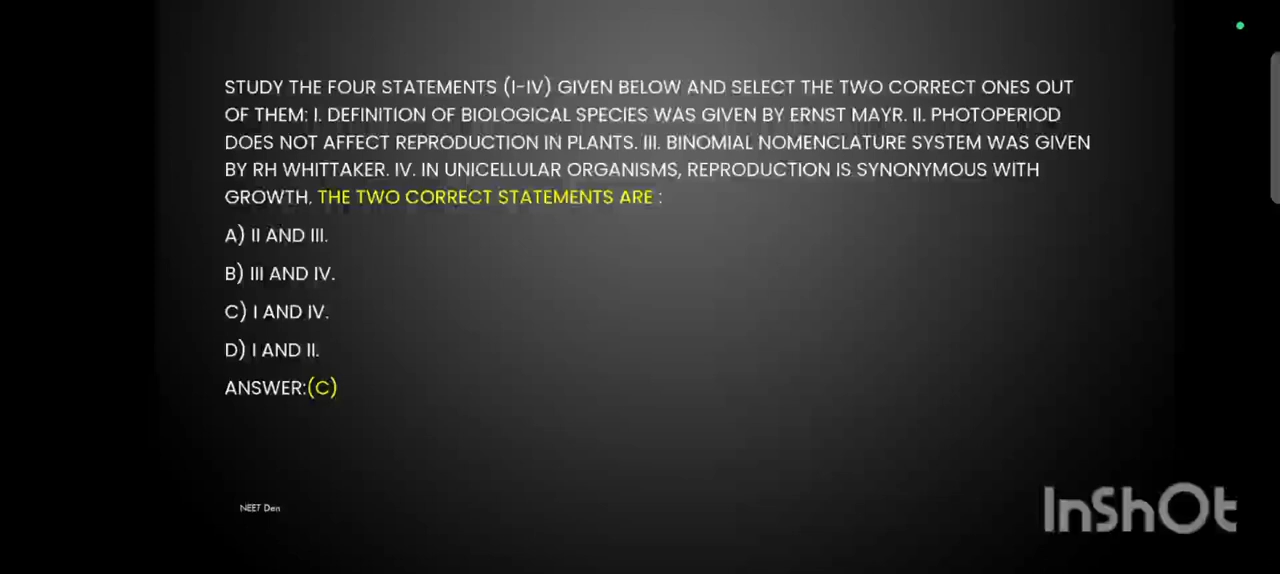 STUDY THE FOUR STATEMENTS (I-IV) GIVEN BELOW AND SELECT THE TWO CORRECT ONES OUT
OF THEM: I. DEFINITION OF BIOLOGICAL SPECIES WAS GIVEN BY ERNST MAYR. II. PHOTOPERIOD
DOES NOT AFFECT REPRODUCTION IN PLANTS. III. BINOMIAL NOMENCLATURE SYSTEM WAS GIVEN
BY RH WHITTAKER. IV. IN UNICELLULAR ORGANISMS, REPRODUCTION IS SYNONYMOUS WITH
GROWTH. THE TWO CORRECT STATEMENTS ARE :
A) II AND III.
B) III AND IV.
C) I AND IV.
D) I AND II.
ANSWER:(C)
NEET Den
InShOt